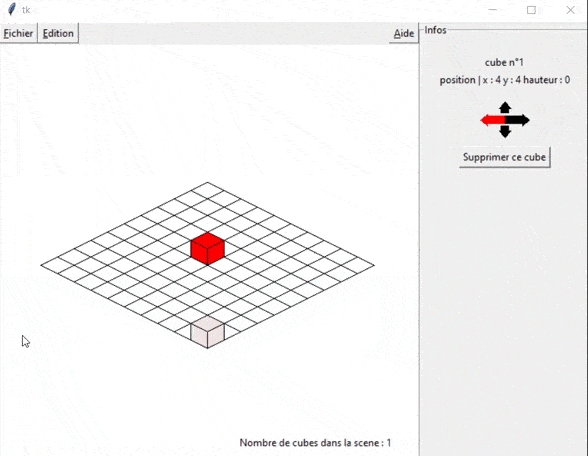 tk
Fichier Edition Aide
Infos
cube n°1
position | x : 4 y : 4 hauteur : 0
Supprimer ce cube
Nombre de cubes dans la scene : 1